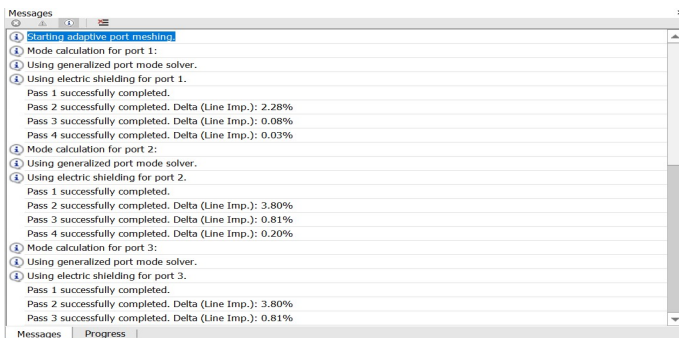 Messages
Starting adaptive port meshing.
Mode calculation for port 1:
Using generalized port mode solver.
Using electric shielding for port 1.
Pass 1 successfully completed.
Pass 2 successfully completed. Delta (Line Imp.): 2.28%
Pass 3 successfully completed. Delta (Line Imp.): 0.08%
Pass 4 successfully completed. Delta (Line Imp.): 0.03%
Mode calculation for port 2:
Using generalized port mode solver.
Using electric shielding for port 2.
Pass 1 successfully completed.
Pass 2 successfully completed. Delta (Line Imp.): 3.80%
Pass 3 successfully completed. Delta (Line Imp.): 0.81%
Pass 4 successfully completed. Delta (Line Imp.): 0.20%
Mode calculation for port 3:
Using generalized port mode solver.
Using electric shielding for port 3.
Pass 1 successfully completed.
Pass 2 successfully completed. Delta (Line Imp.): 3.80%
Pass 3 successfully completed. Delta (Line Imp.): 0.81%
Messages Progress